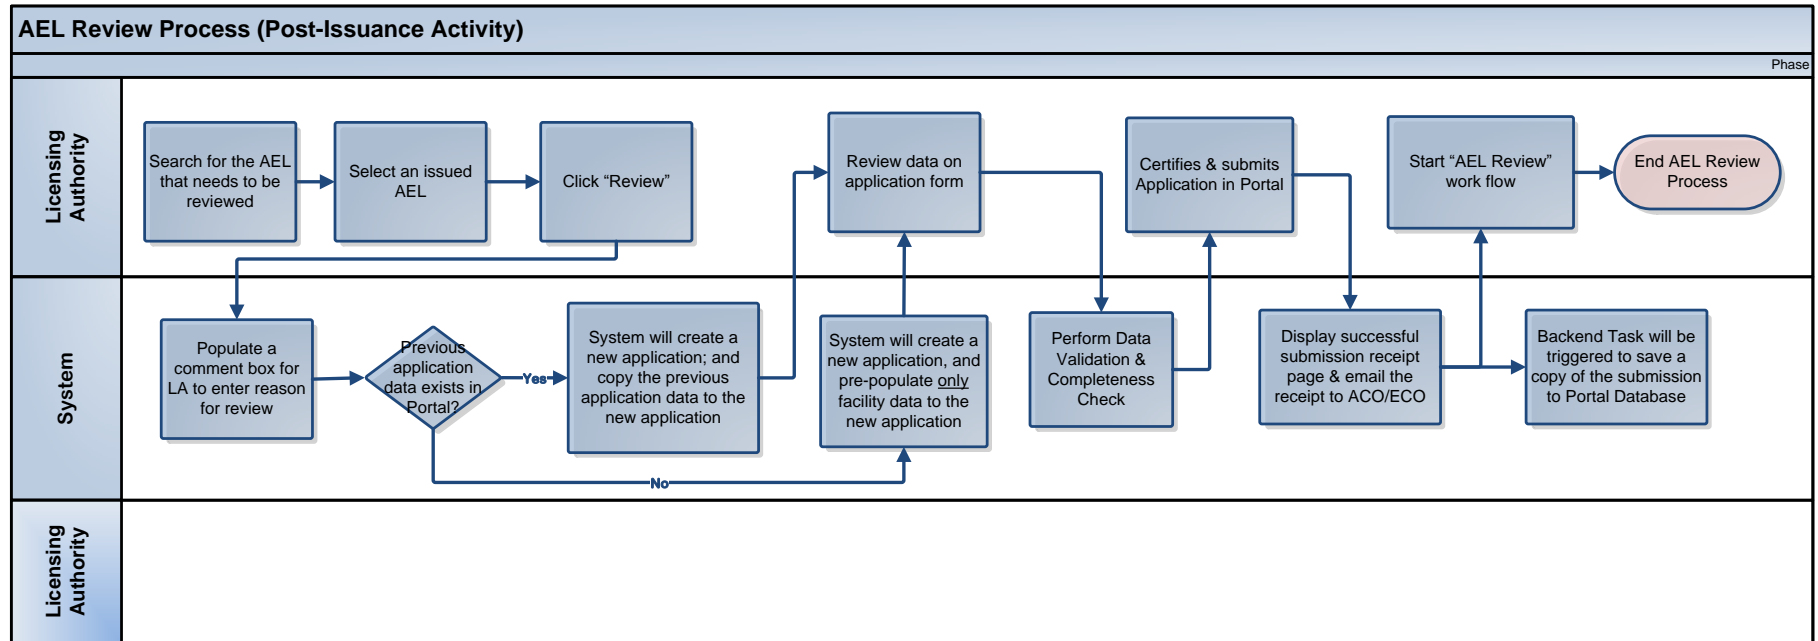 AEL Review Process (Post-Issuance Activity)
Phase
Licensing
Authority
Search for the AEL
that needs to be
reviewed
Select an issued
AEL
Click “Review”
Review data on
application form
Certifies & submits
Application in Portal
Start “AEL Review”
work flow
End AEL Review
Process
System
Populate a
comment box for
LA to enter reason
for review
Previous
application
data exists in
Portal?
Yes
No
System will create a
new application; and
copy the previous
application data to
the new application
System will create a
new application, and
pre-populate only
facility data to the
new application
Perform Data
Validation &
Completeness
Check
Display successful
submission receipt
page & email the
receipt to ACO/ECO
Backend Task will be
triggered to save a
copy of the submission
to Portal Database
Licensing
Authority